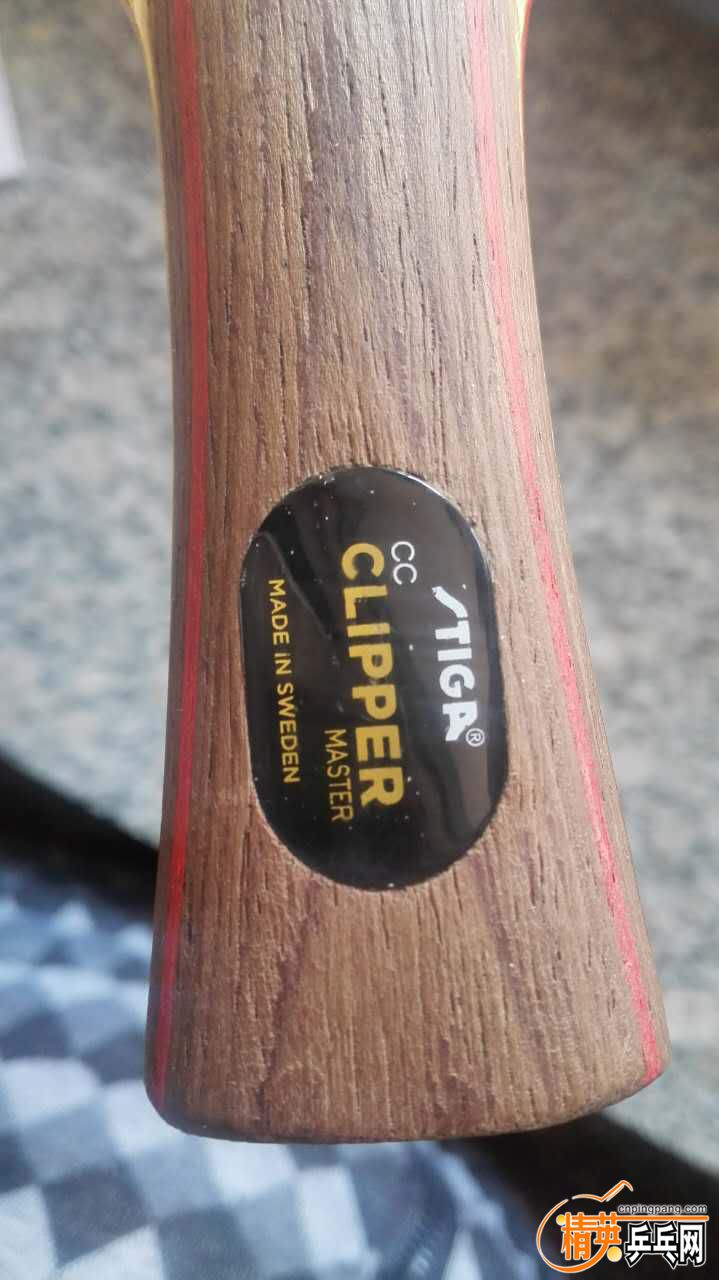 STIGA®
CC
CLiPPER
MASTER
MADE iN SWEDEN
cnpingpang.com
精英乒乓网